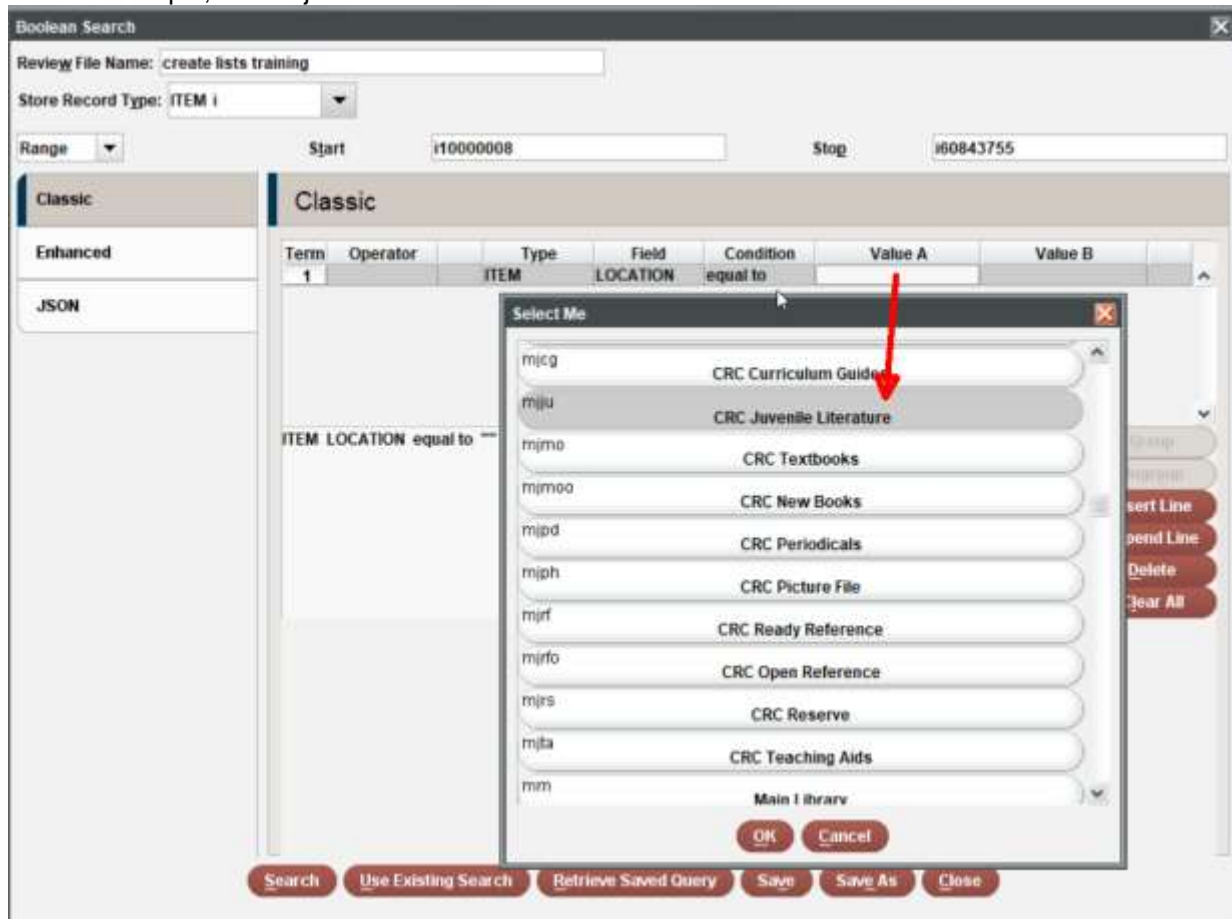 Boolean Search
Review File Name: create lists training
Store Record Type: ITEM i
Range Start i10000008 Stop i60843755
Classic
Classic
Enhanced
Term Operator Type Field Condition Value A Value B
1 ITEM LOCATION equal to
JSON
Select Me
mjcg
CRC Curriculum Guides
mjju
CRC Juvenile Literature
ITEM LOCATION equal to ""
mjmo
CRC Textbooks
mjmoo
CRC New Books
mjpd
CRC Periodicals
mjph
CRC Picture File
mjrf
CRC Ready Reference
mjrfo
CRC Open Reference
mjrs
CRC Reserve
mjta
CRC Teaching Aids
mm
Main Library
Group
sert Line
pend Line
Delete
Clear All
OK Cancel
Search Use Existing Search Retrieve Saved Query Save Save As Close